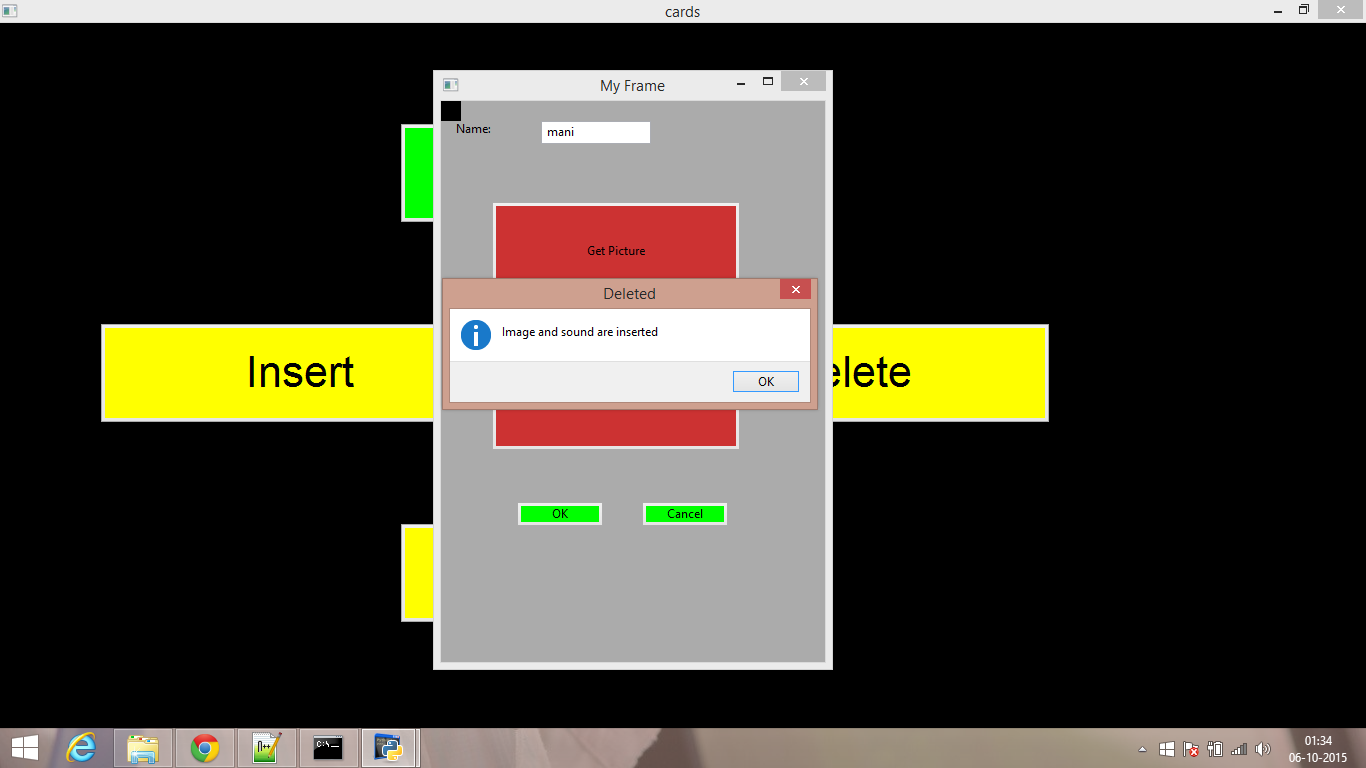 cards
My Frame
Name:
mani
Get Picture
Deleted
Image and sound are inserted
OK
Insert
elete
OK
Cancel
01:34
06-10-2015